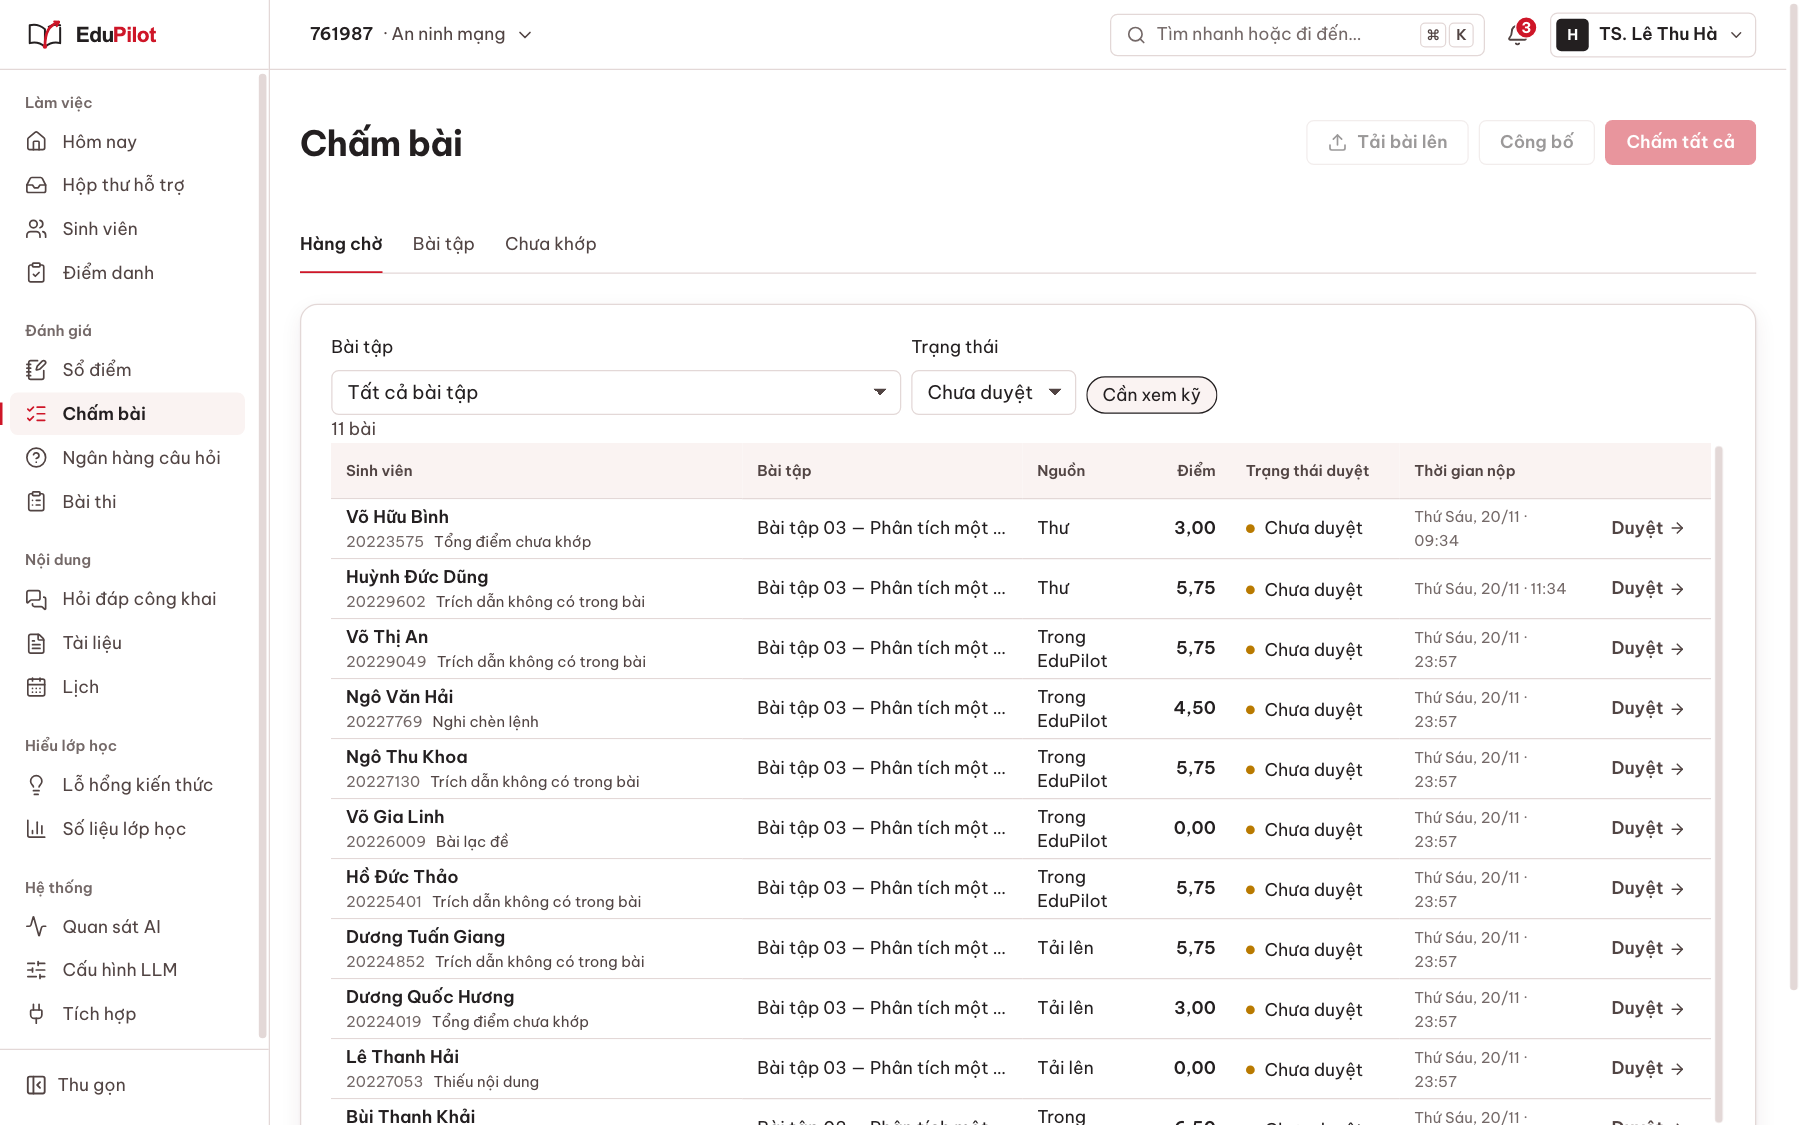 EduPilot
761987 · An ninh mạng
Tìm nhanh hoặc đi đến...
⌘ K
3
H
TS. Lê Thu Hà
Làm việc
Hôm nay
Hộp thư hỗ trợ
Sinh viên
Điểm danh
Đánh giá
Sổ điểm
Chấm bài
Ngân hàng câu hỏi
Bài thi
Nội dung
Hỏi đáp công khai
Tài liệu
Lịch
Hiểu lớp học
Lỗ hổng kiến thức
Số liệu lớp học
Hệ thống
Quan sát AI
Cấu hình LLM
Tích hợp
Thu gọn
Chấm bài
Tải bài lên
Công bố
Chấm tất cả
Hàng chờ
Bài tập
Chưa khớp
Bài tập
Trạng thái
Tất cả bài tập
Chưa duyệt
Cần xem kỹ
11 bài
Sinh viên Bài tập Nguồn Điểm Trạng thái duyệt Thời gian nộp
Võ Hữu Bình
20223575 Tổng điểm chưa khớp
Bài tập 03 — Phân tích một ...
Thư
3,00
Chưa duyệt
Thứ Sáu, 20/11 ·
09:34
Duyệt →
Huỳnh Đức Dũng
20229602 Trích dẫn không có trong bài
Bài tập 03 — Phân tích một ...
Thư
5,75
Chưa duyệt
Thứ Sáu, 20/11 · 11:34
Duyệt →
Võ Thị An
20229049 Trích dẫn không có trong bài
Bài tập 03 — Phân tích một ...
Trong
EduPilot
5,75
Chưa duyệt
Thứ Sáu, 20/11 ·
23:57
Duyệt →
Ngô Văn Hải
20227769 Nghi chèn lệnh
Bài tập 03 — Phân tích một ...
Trong
EduPilot
4,50
Chưa duyệt
Thứ Sáu, 20/11 ·
23:57
Duyệt →
Ngô Thu Khoa
20227130 Trích dẫn không có trong bài
Bài tập 03 — Phân tích một ...
Trong
EduPilot
5,75
Chưa duyệt
Thứ Sáu, 20/11 ·
23:57
Duyệt →
Võ Gia Linh
20226009 Bài lạc đề
Bài tập 03 — Phân tích một ...
Trong
EduPilot
0,00
Chưa duyệt
Thứ Sáu, 20/11 ·
23:57
Duyệt →
Hồ Đức Thảo
20225401 Trích dẫn không có trong bài
Bài tập 03 — Phân tích một ...
Trong
EduPilot
5,75
Chưa duyệt
Thứ Sáu, 20/11 ·
23:57
Duyệt →
Dương Tuấn Giang
20224852 Trích dẫn không có trong bài
Bài tập 03 — Phân tích một ...
Tải lên
5,75
Chưa duyệt
Thứ Sáu, 20/11 ·
23:57
Duyệt →
Dương Quốc Hương
20224019 Tổng điểm chưa khớp
Bài tập 03 — Phân tích một ...
Tải lên
3,00
Chưa duyệt
Thứ Sáu, 20/11 ·
23:57
Duyệt →
Lê Thanh Hải
20227053 Thiếu nội dung
Bài tập 03 — Phân tích một ...
Tải lên
0,00
Chưa duyệt
Thứ Sáu, 20/11 ·
23:57
Duyệt →
Bùi Thanh Khải
Trong
Thứ Sáu, 20/11 ·